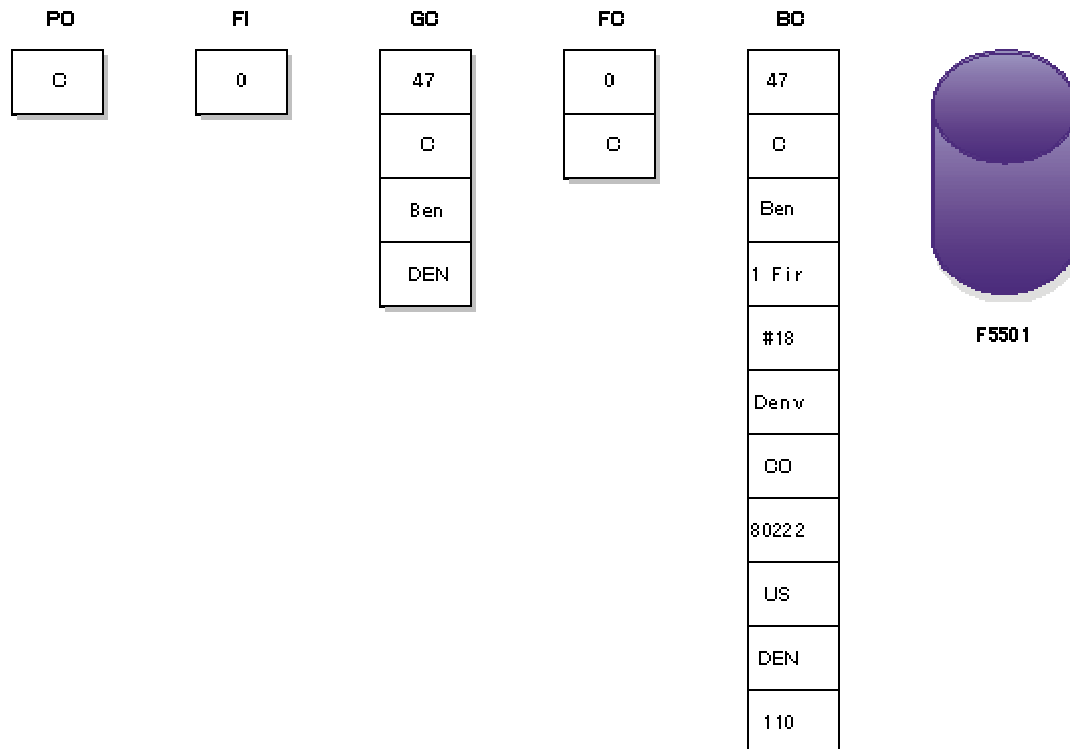 PO FI GC FC BC
C 0 47 0 47
C C C
Ben Ben
DEN 1 Fir
#18
F5501
Denv
CO
80222
US
DEN
110